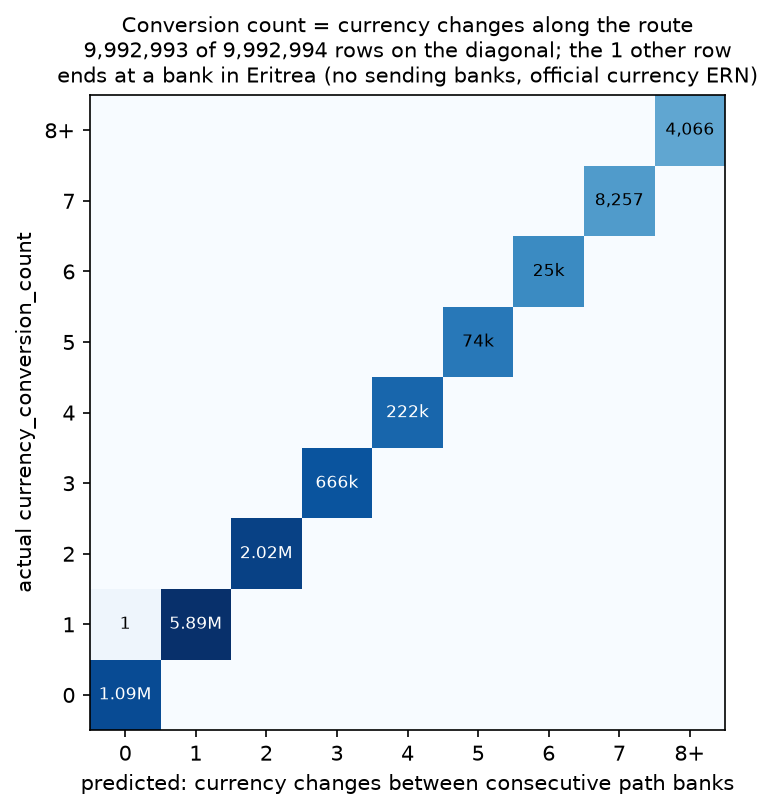 Conversion count = currency changes along the route
9,992,993 of 9,992,994 rows on the diagonal; the 1 other row
ends at a bank in Eritrea (no sending banks, official currency ERN)
actual currency_conversion_count
8+
7
6
5
4
3
2
1
0
4,066
8,257
25k
74k
222k
666k
2.02M
1 5.89M
1.09M
0 1 2 3 4 5 6 7 8+
predicted: currency changes between consecutive path banks